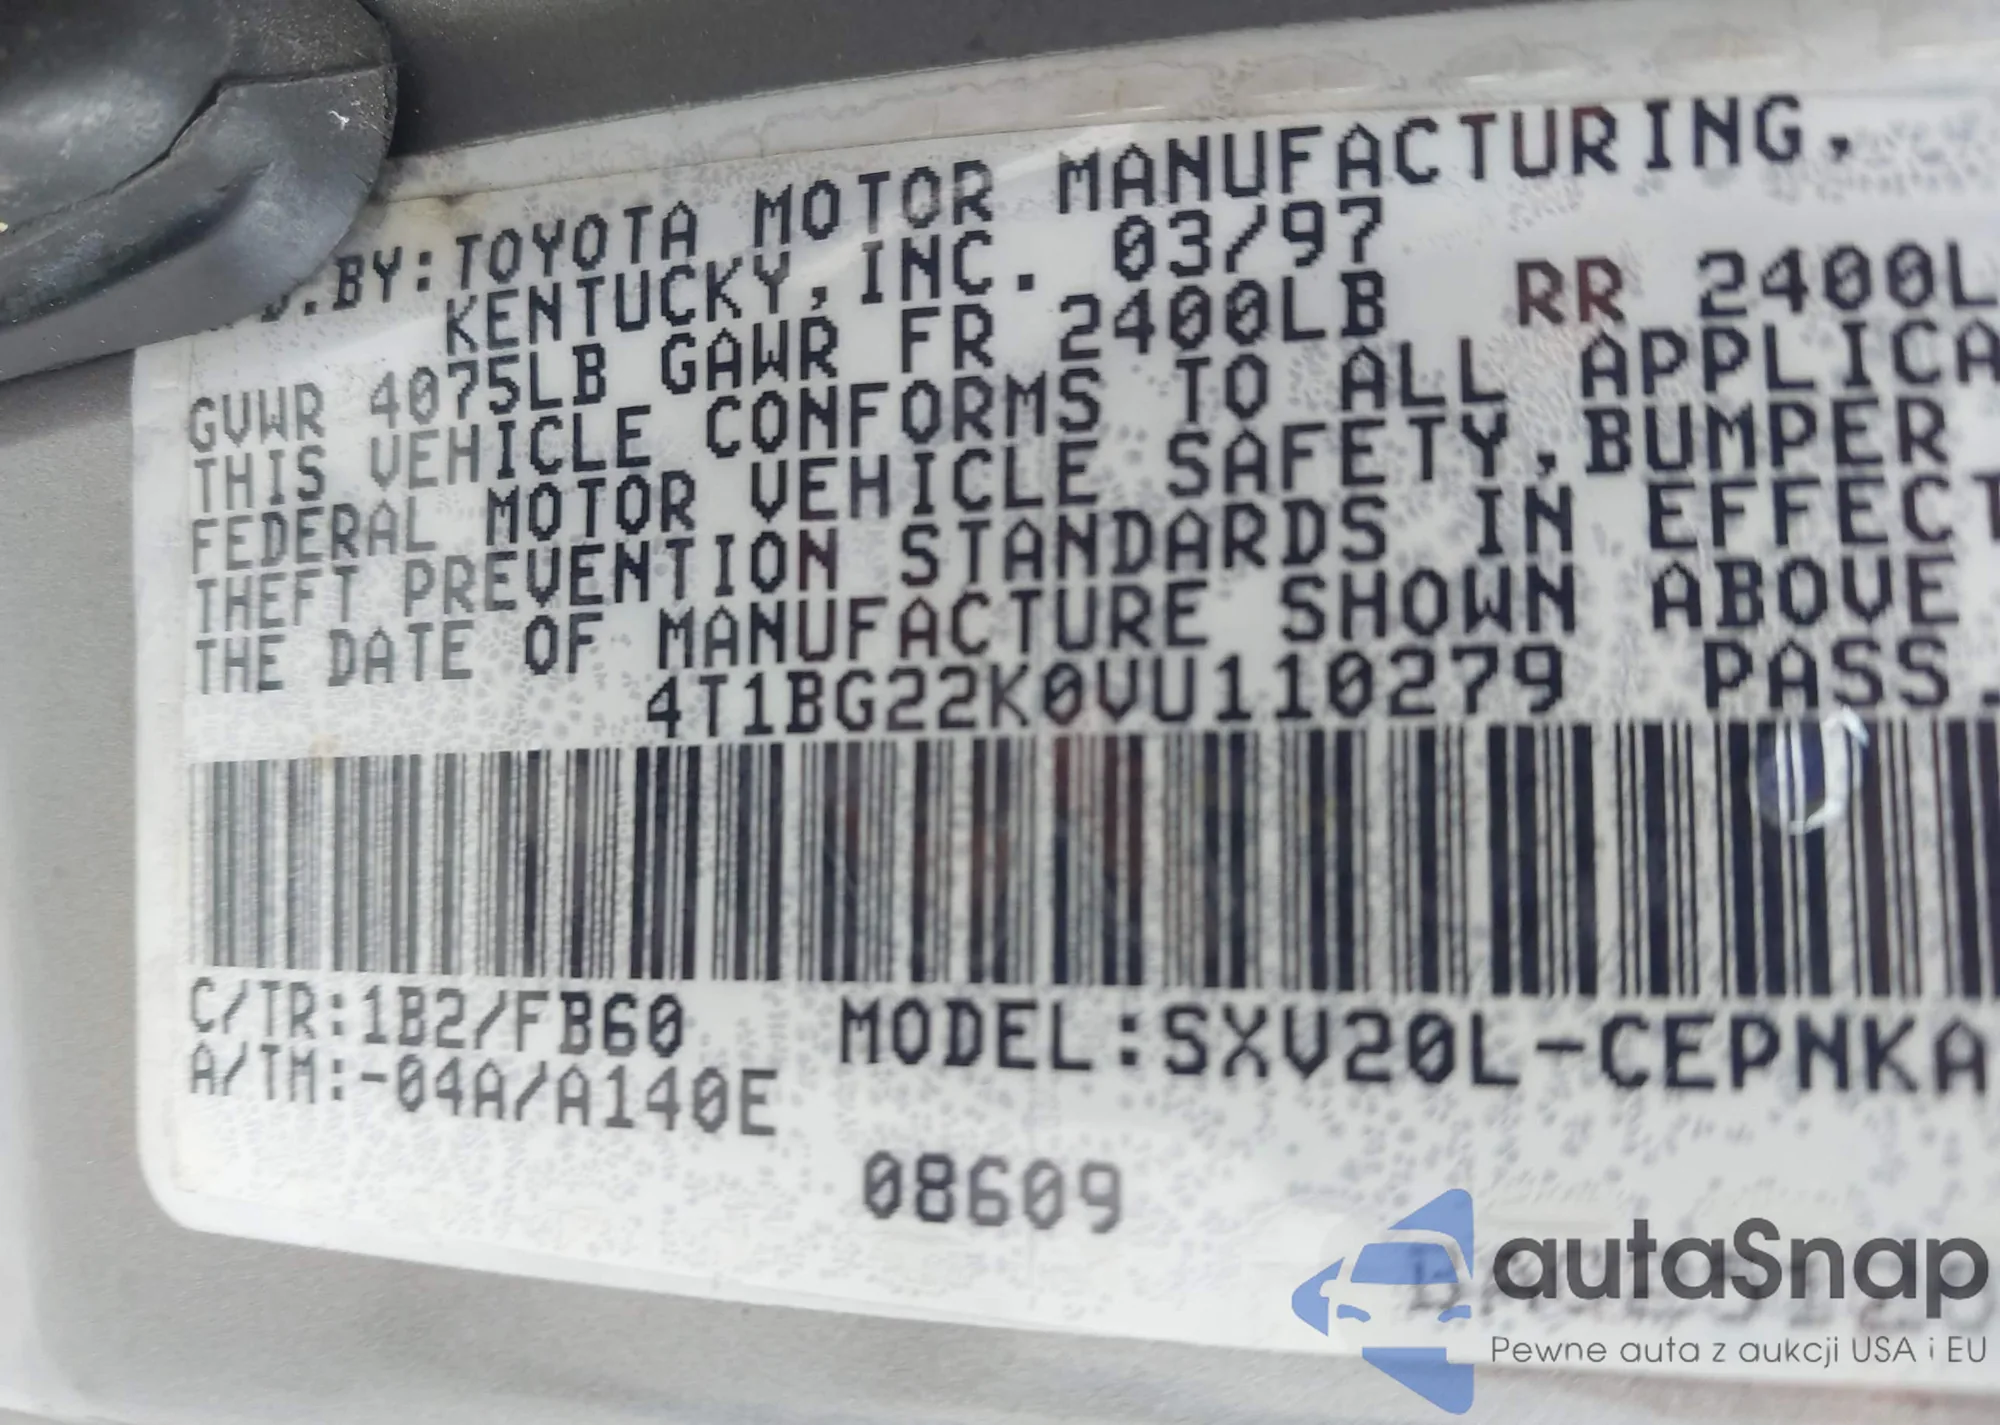 .BY:TOYOTA MOTOR MANUFACTURING,
KENTUCKY,INC. 03/97
GVWR 4075LB GAWR FR 2400LB RR 2400L
THIS VEHICLE CONFORMS TO ALL APPLICA
FEDERAL MOTOR VEHICLE SAFETY,BUMPER
THEFT PREVENTION STANDARDS IN EFFECT
THE DATE OF MANUFACTURE SHOWN ABOVE
4T1BG22K0VU110279 PASS.
C/TR:1B2/FB60 MODEL:SXV20L-CEPNKA
A/TM:-04A/A140E
08609
autaSnap
Pewne auta z aukcji USA i EU